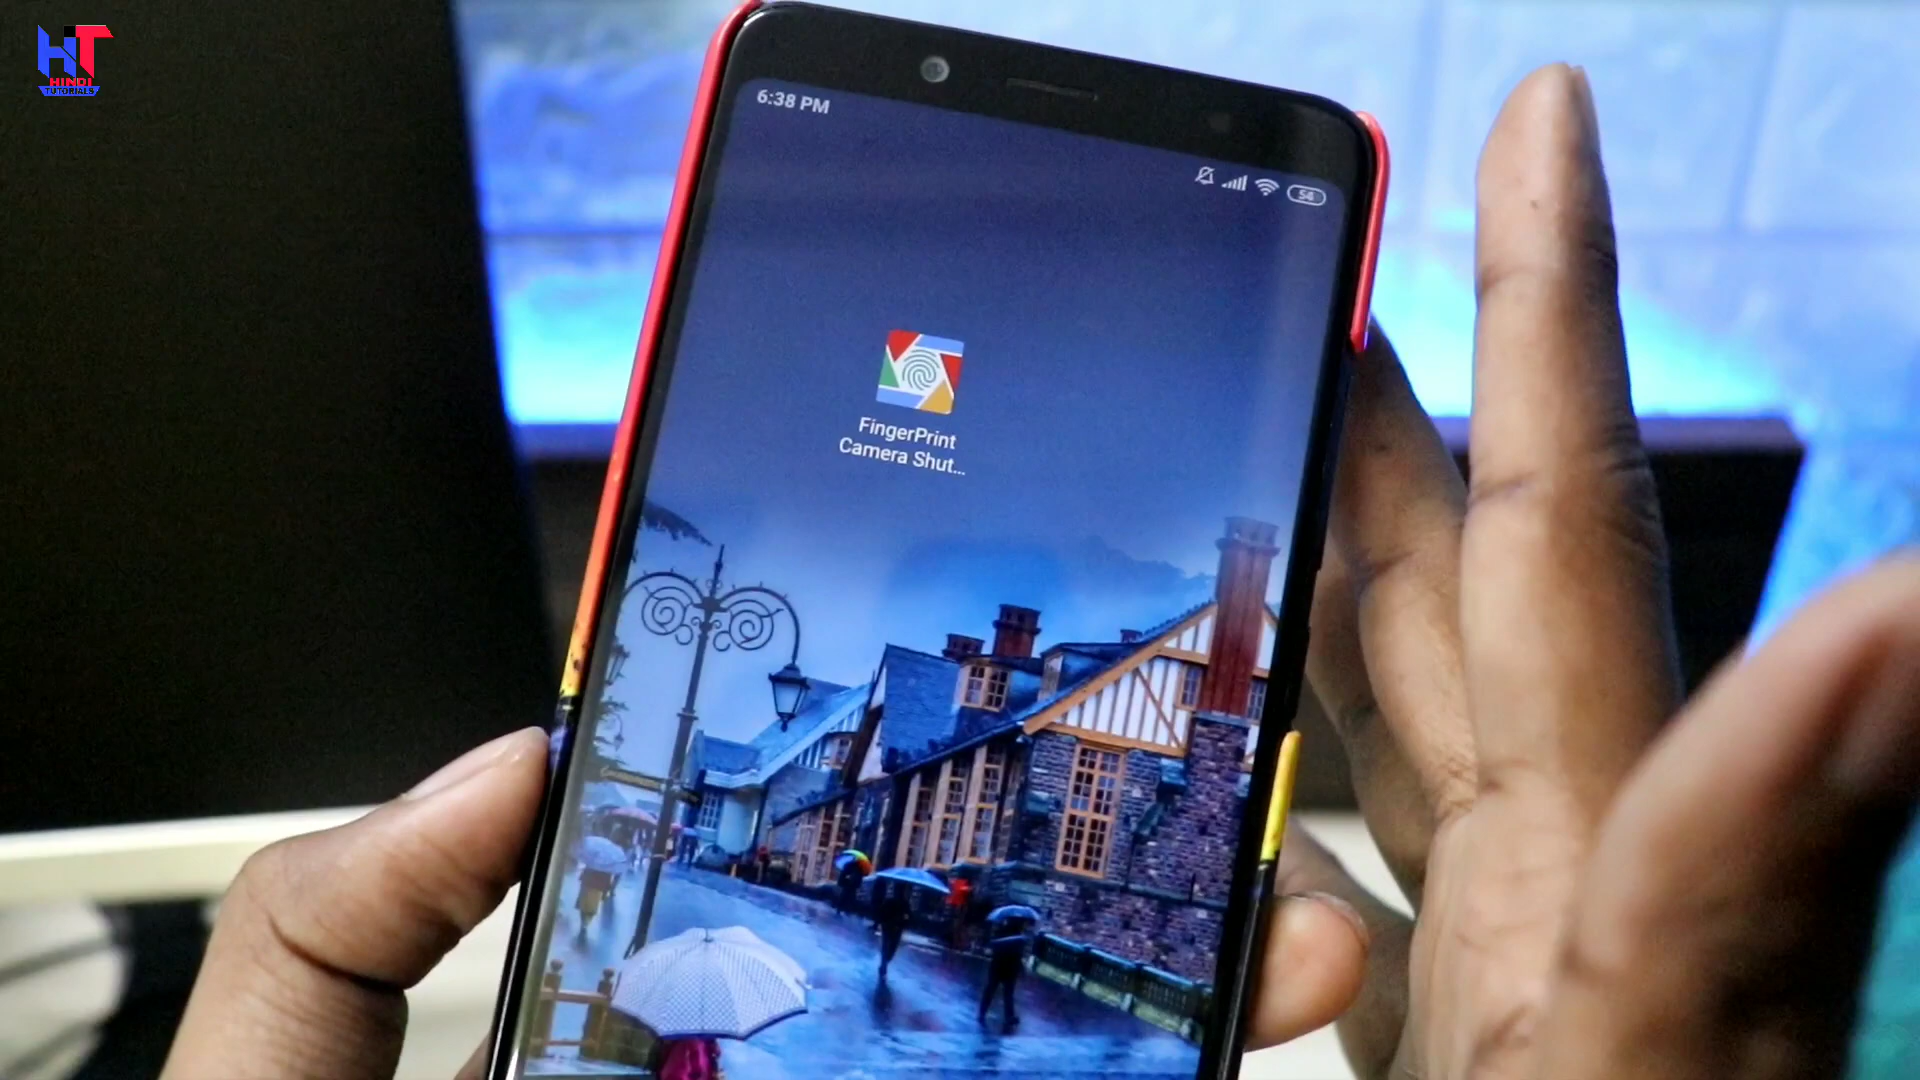 HT
HINDI
TUTORIALS
6:38 PM
54
FingerPrint
Camera Shut...